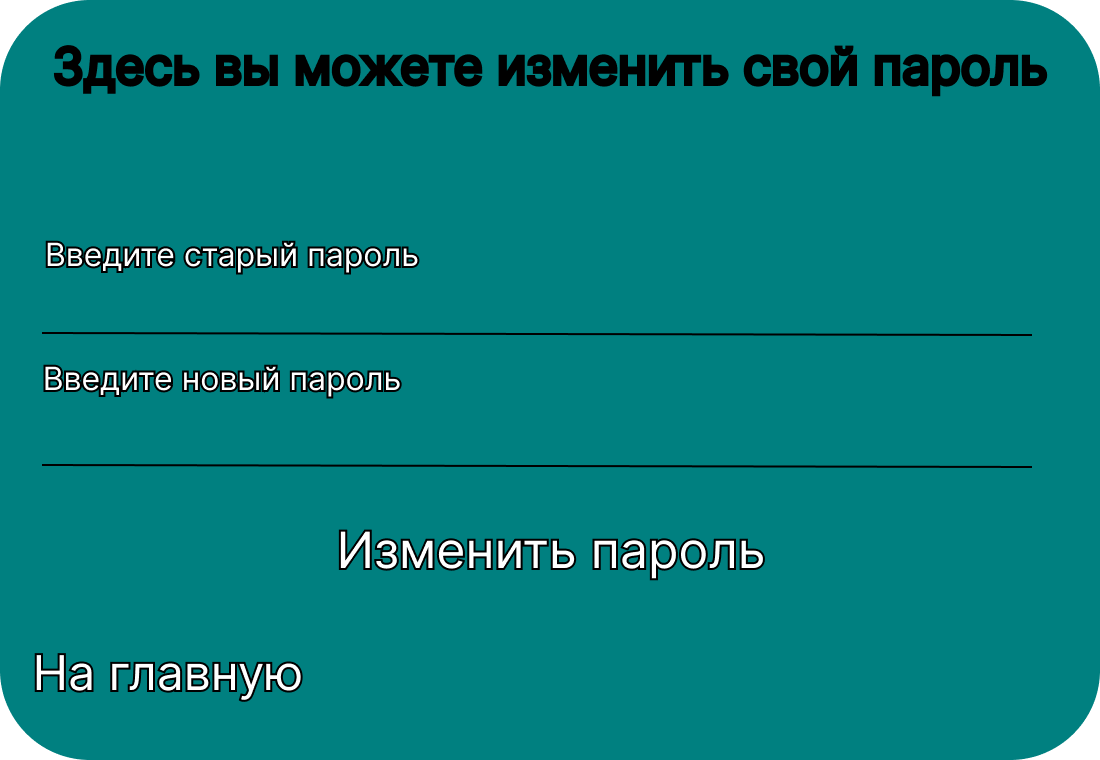 Здесь вы можете изменить свой пароль
Введите старый пароль
Введите новый пароль
Изменить пароль
На главную